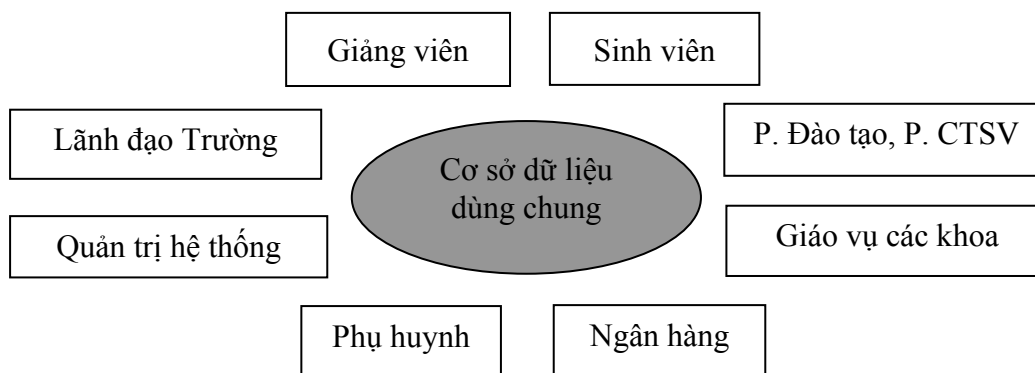 Giảng viên
Sinh viên
Lãnh đạo Trường
P. Đào tạo, P. CTSV
Cơ sở dữ liệu
dùng chung
Quản trị hệ thống
Giáo vụ các khoa
Phụ huynh
Ngân hàng